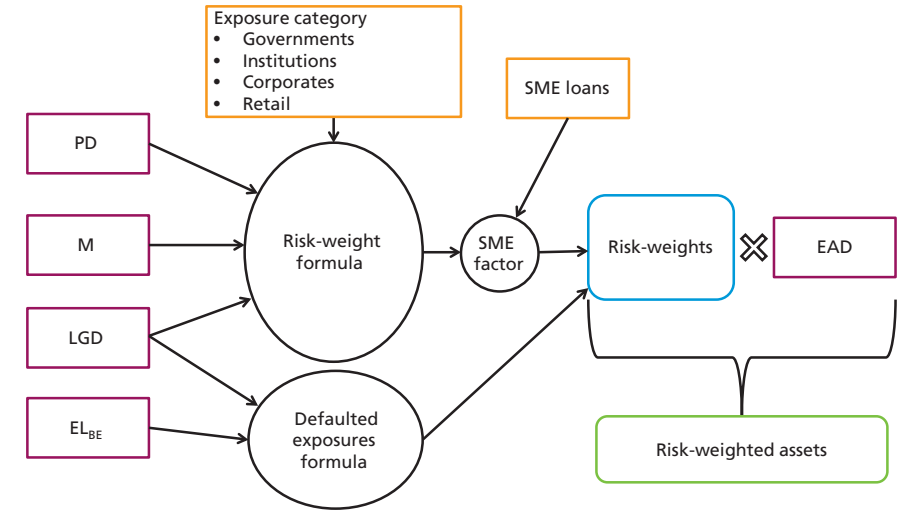 Exposure category
• Governments
• Institutions
• Corporates
• Retail
SME loans
PD
M
LGD
EL_BE
Risk-weight
formula
SME
factor
Risk-weights
EAD
Defaulted
exposures
formula
Risk-weighted assets